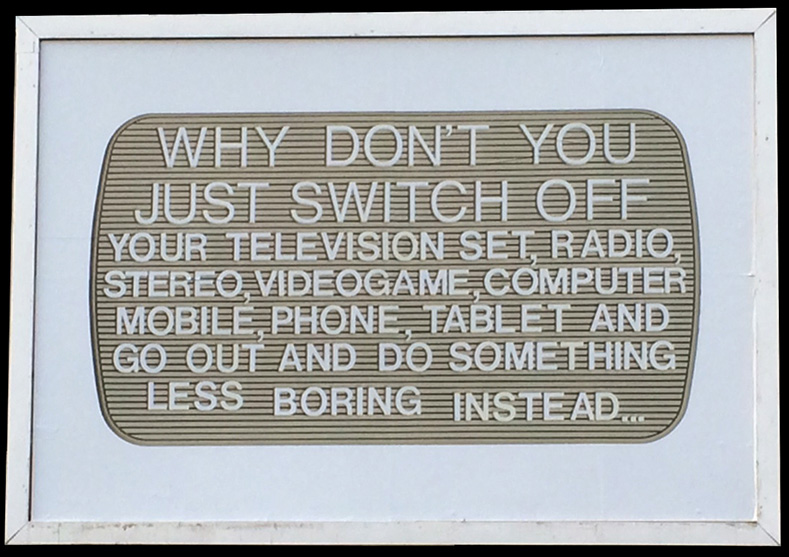 WHY DON'T YOU
JUST SWITCH OFF
YOUR TELEVISION SET, RADIO,
STEREO, VIDEOGAME, COMPUTER
MOBILE, PHONE, TABLET AND
GO OUT AND DO SOMETHING
LESS BORING INSTEAD...